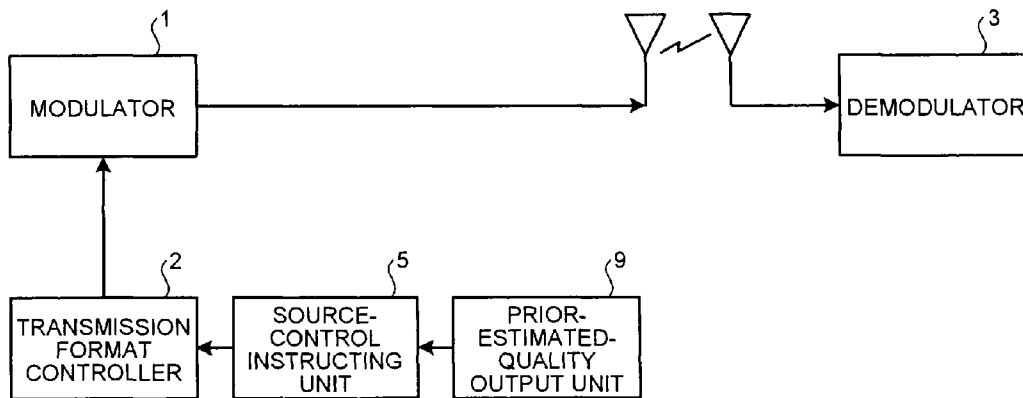 1
MODULATOR
3
DEMODULATOR
2
TRANSMISSION
FORMAT
CONTROLLER
5
SOURCE-
CONTROL
INSTRUCTING
UNIT
9
PRIOR-
ESTIMATED-
QUALITY
OUTPUT UNIT